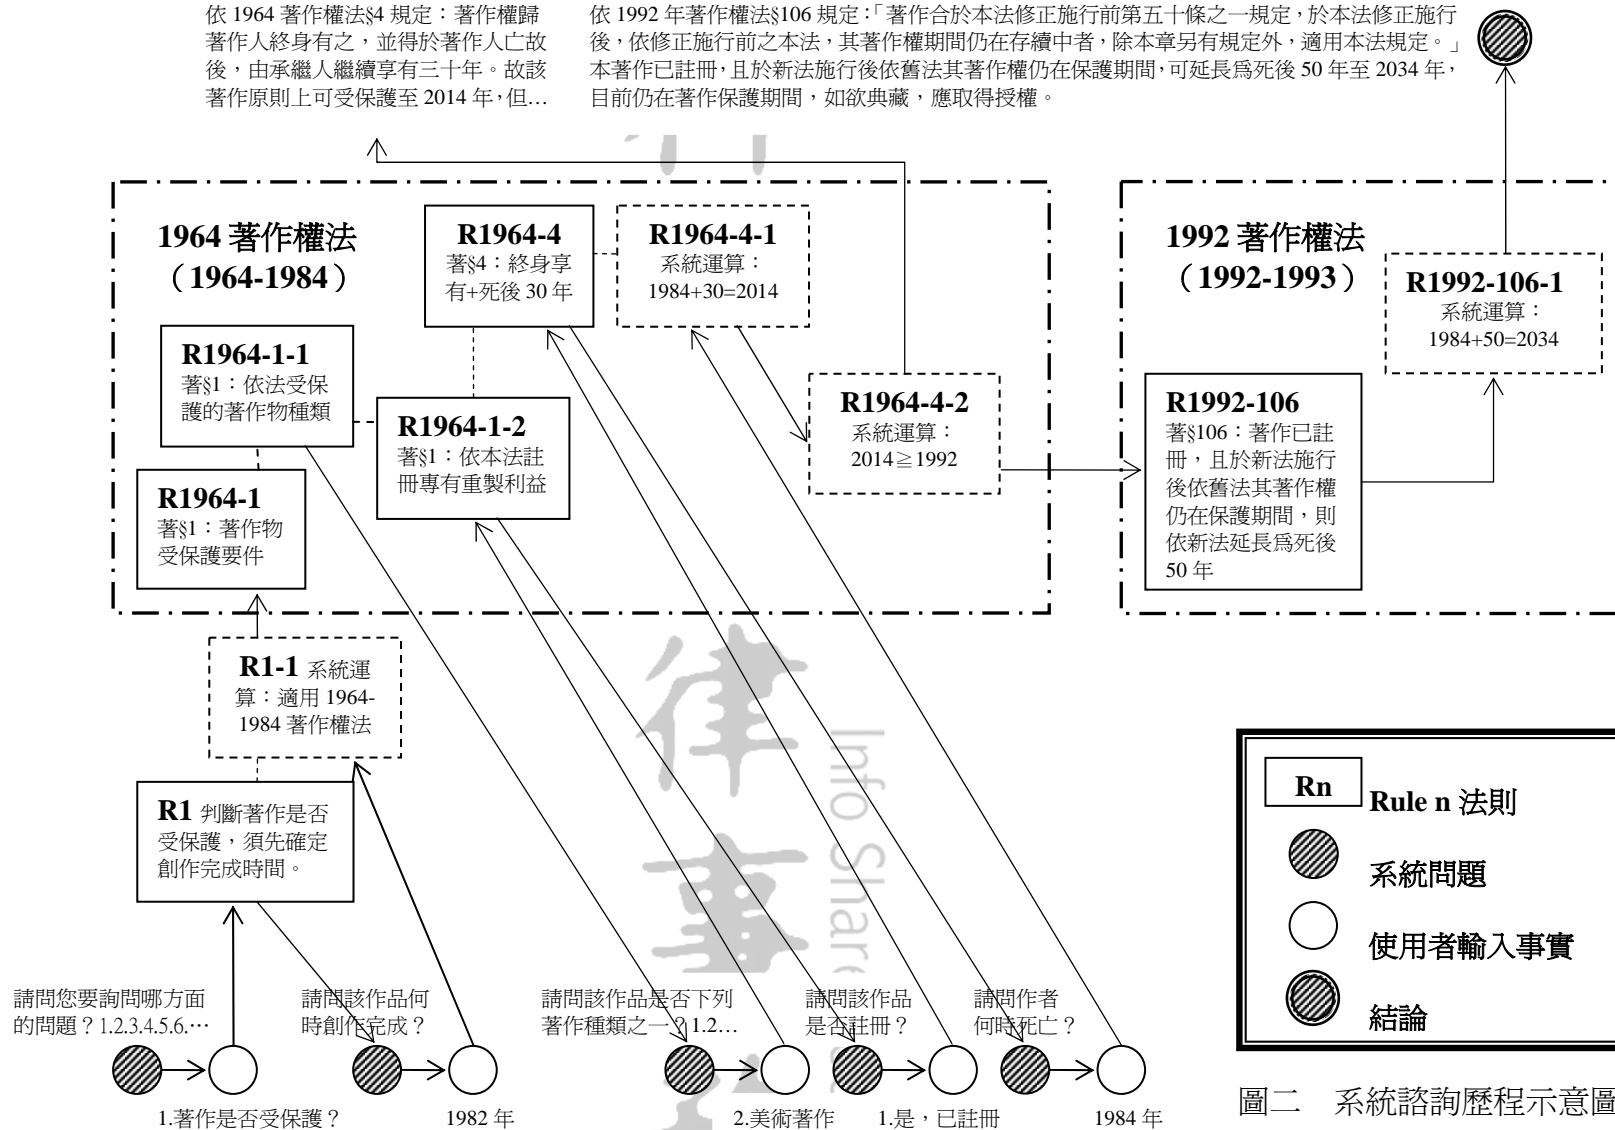 依 1964 著作權法§4 規定：著作權歸
著作人終身有之，並得於著作人亡故
後，由承繼人繼續享有三十年。故該
著作原則上可受保護至 2014 年，但…
依 1992 年著作權法§106 規定：「著作合於本法修正施行前第五十條之一規定，於本法修正施行
後，依修正施行前之本法，其著作權期間仍在存續中者，除本章另有規定外，適用本法規定。」
本著作已註冊，且於新法施行後依舊法其著作權仍在保護期間，可延長爲死後 50 年至 2034 年，
目前仍在著作保護期間，如欲典藏，應取得授權。
1964 著作權法
（1964-1984）
R1964-4
著§4：終身享
有+死後 30 年
R1964-4-1
系統運算：
1984+30=2014
R1964-1-1
著§1：依法受保
護的著作物種類
R1964-1-2
著§1：依本法註
冊專有重製利益
R1964-4-2
系統運算：
2014≧1992
R1964-1
著§1：著作物
受保護要件
1992 著作權法
（1992-1993）
R1992-106-1
系統運算：
1984+50=2034
R1992-106
著§106：著作已註
冊，且於新法施行
後依舊法其著作權
仍在保護期間，則
依新法延長爲死後
50 年
R1-1 系統運
算：適用 1964-
1984 著作權法
R1 判斷著作是否
受保護，須先確定
創作完成時間。
律
事
Info Share
Rn
Rule n 法則
系統問題
使用者輸入事實
結論
請問您要詢問哪方面
的問題？1.2.3.4.5.6.…
請問該作品何
時創作完成？
請問該作品是否下列
著作種類之一？1.2…
請問該作品
是否註冊？
請問作者
何時死亡？
1.著作是否受保護？
1982 年
2.美術著作
1.是，已註冊
1984 年
圖二　系統諮詢歷程示意圖